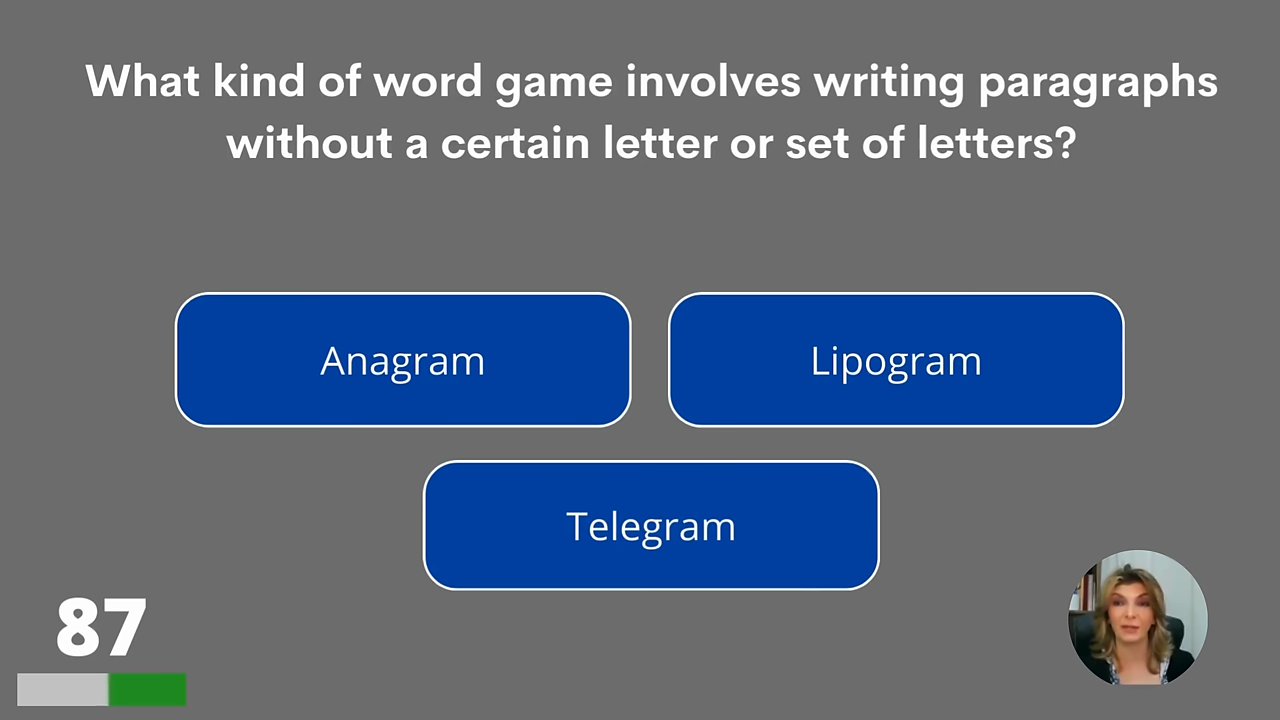 What kind of word game involves writing paragraphs
without a certain letter or set of letters?
Anagram
Lipogram
Telegram
87